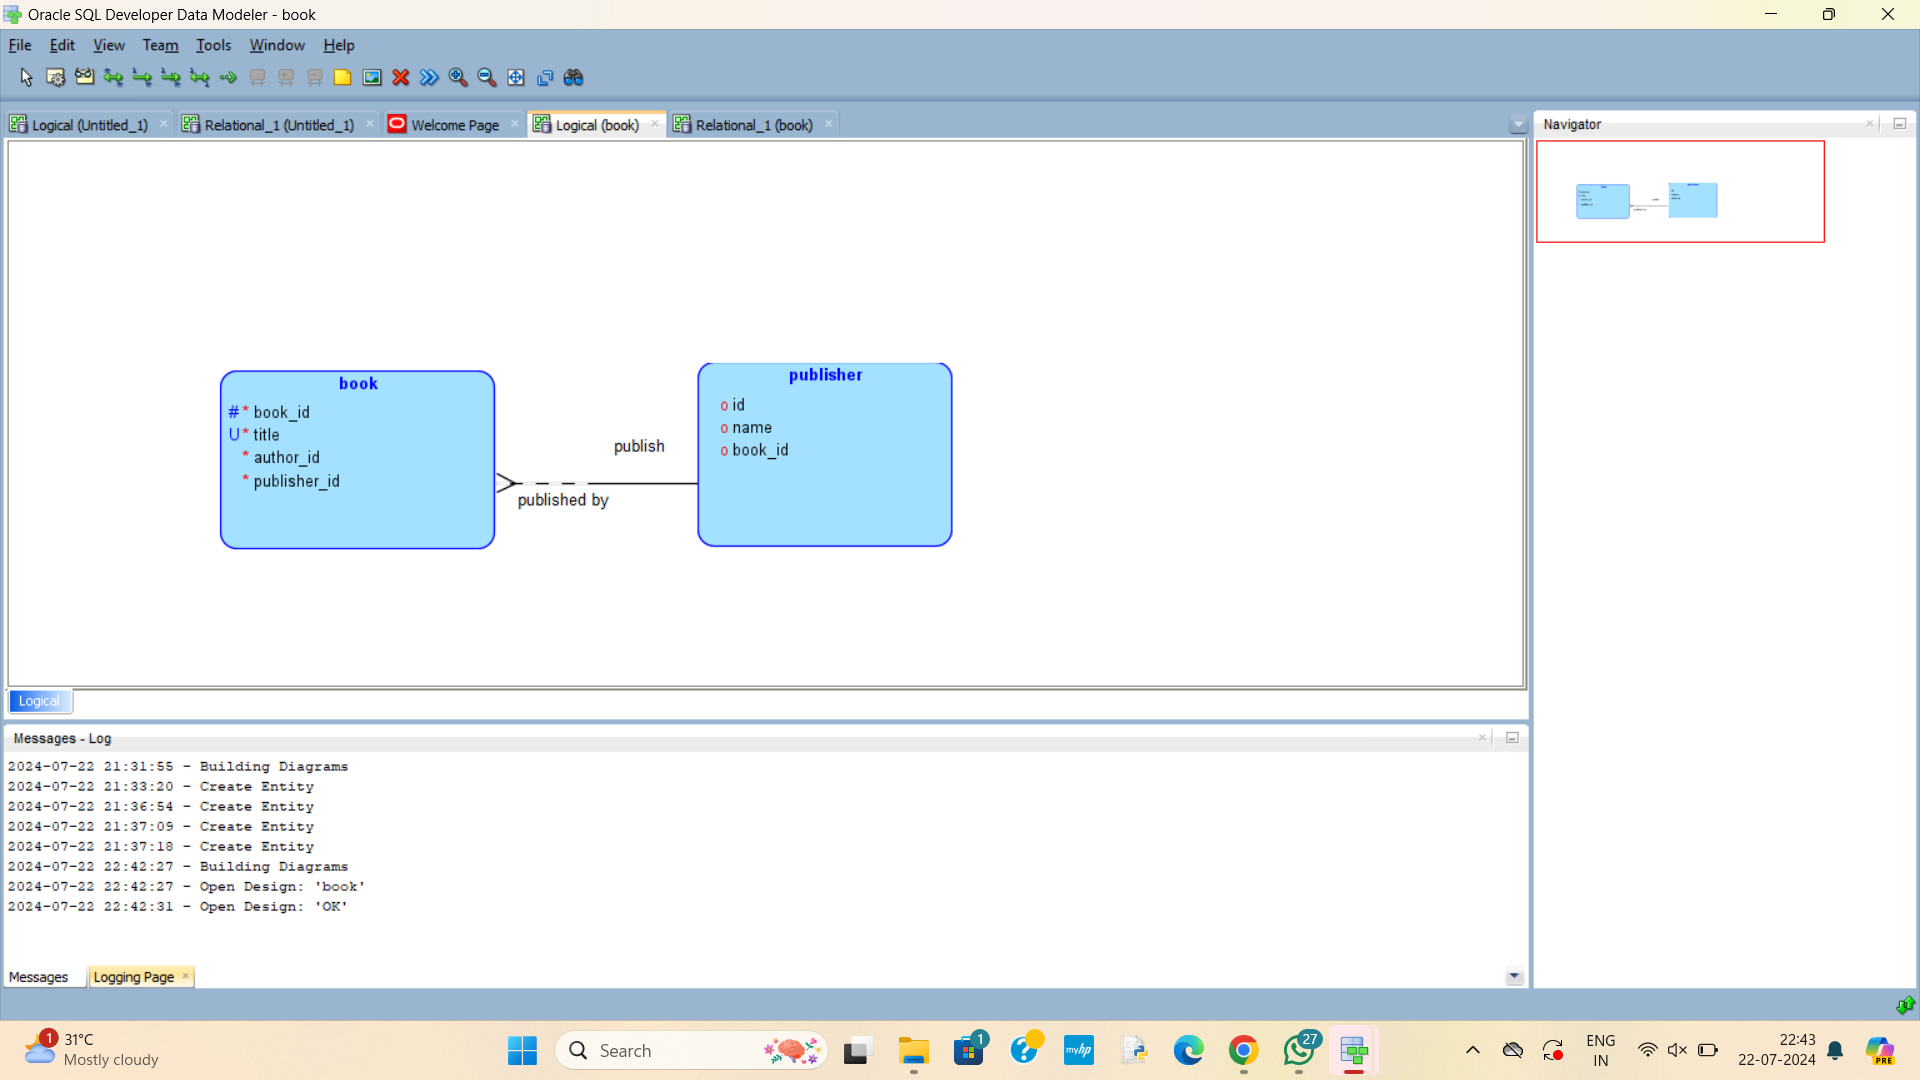 Oracle SQL Developer Data Modeler - book
File Edit View Team Tools Window Help
Logical (Untitled_1) Relational_1 (Untitled_1) Welcome Page Logical (book) Relational_1 (book)
Navigator
book
# * book_id
U * title
* author_id
* publisher_id
publish
published by
publisher
o id
o name
o book_id
Logical
Messages - Log
2024-07-22 21:31:55 - Building Diagrams
2024-07-22 21:33:20 - Create Entity
2024-07-22 21:36:54 - Create Entity
2024-07-22 21:37:09 - Create Entity
2024-07-22 21:37:18 - Create Entity
2024-07-22 22:42:27 - Building Diagrams
2024-07-22 22:42:27 - Open Design: 'book'
2024-07-22 22:42:31 - Open Design: 'OK'
Messages Logging Page
1
31°C
Mostly cloudy
Search
1
myhp
27
ENG
IN
22:43
22-07-2024
PRE